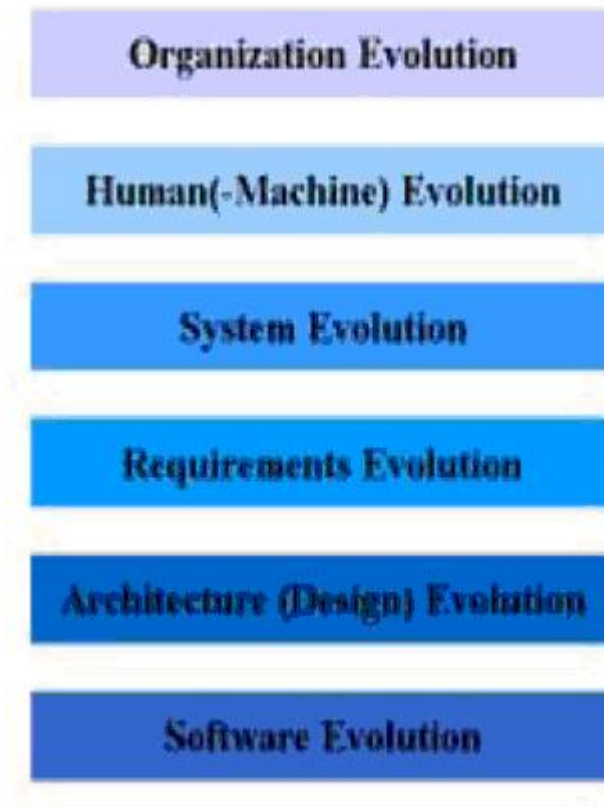 Organization Evolution
Human(-Machine) Evolution
System Evolution
Requirements Evolution
Architecture (Design) Evolution
Software Evolution